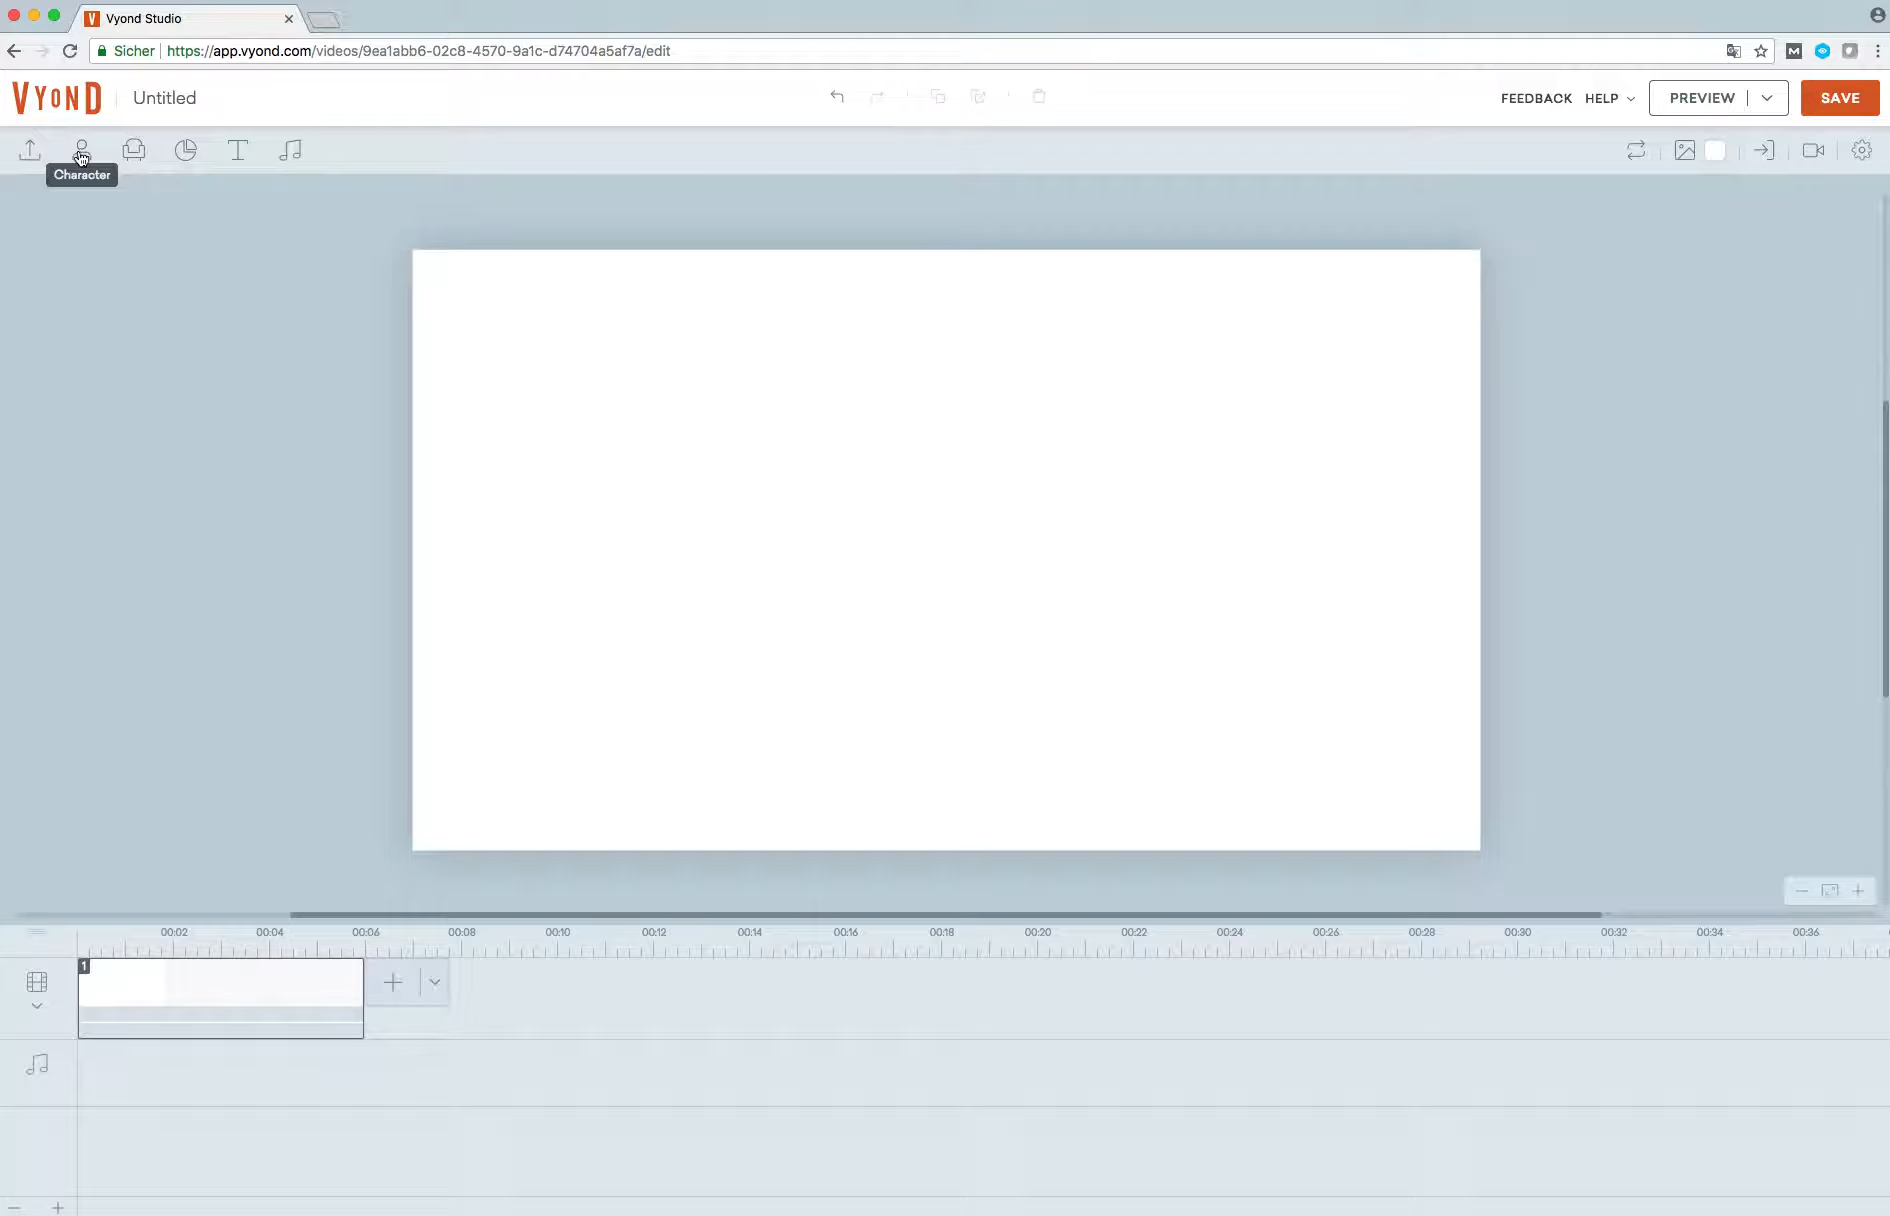 Vyond Studio
Sicher https://app.vyond.com/videos/9ea1abb6-02c8-4570-9a1c-d74704a5af7a/edit
VYOND Untitled FEEDBACK HELP PREVIEW SAVE
Character
00:02 00:04 00:06 00:08 00:10 00:12 00:14 00:16 00:18 00:20 00:22 00:24 00:26 00:28 00:30 00:32 00:34 00:36
1